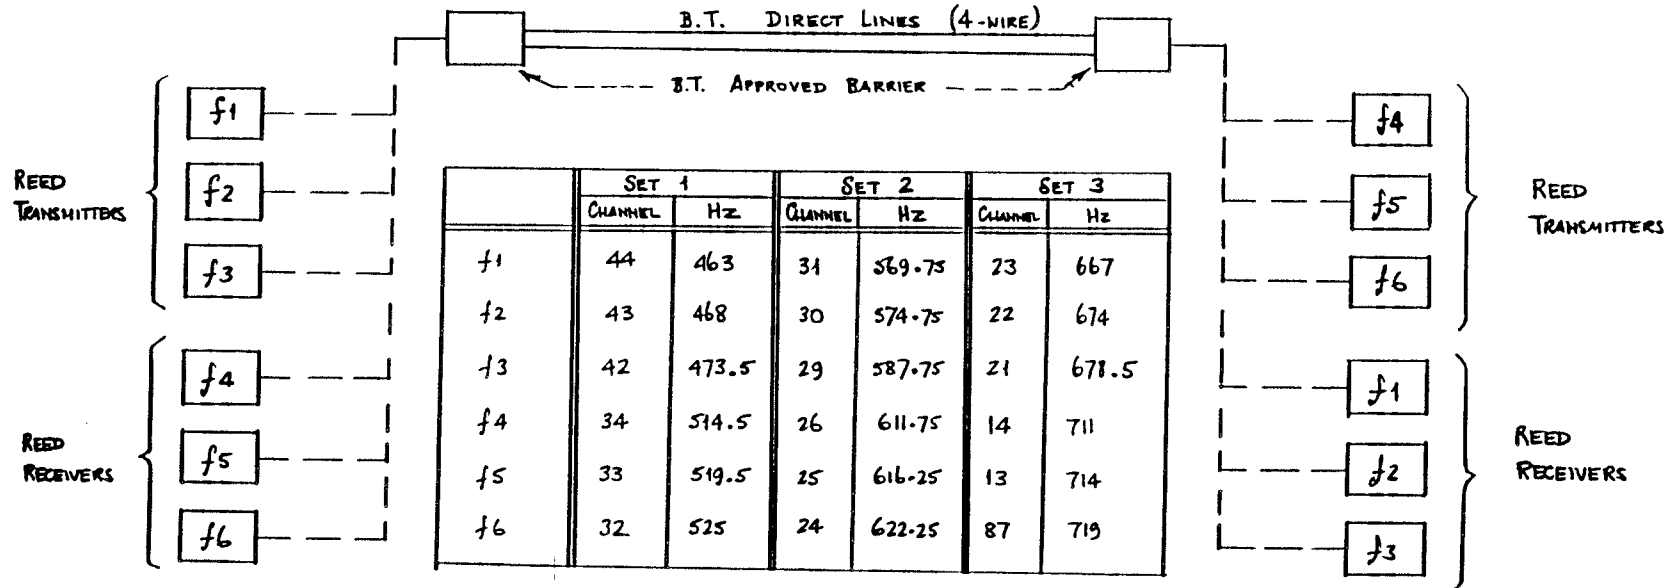 B.T. DIRECT LINES (4-WIRE)
B.T. APPROVED BARRIER
REED
TRANSMITTERS
f1
f2
f3
REED
RECEIVERS
f4
f5
f6
SET 1 SET 2 SET 3
CHANNEL Hz CHANNEL Hz CHANNEL Hz
f1 44 463 31 569.75 23 667
f2 43 468 30 574.75 22 674
f3 42 473.5 29 587.75 21 678.5
f4 34 514.5 26 611.75 14 711
f5 33 519.5 25 616.25 13 714
f6 32 525 24 622.25 87 719
f4
f5
f6
REED
TRANSMITTERS
f1
f2
f3
REED
RECEIVERS